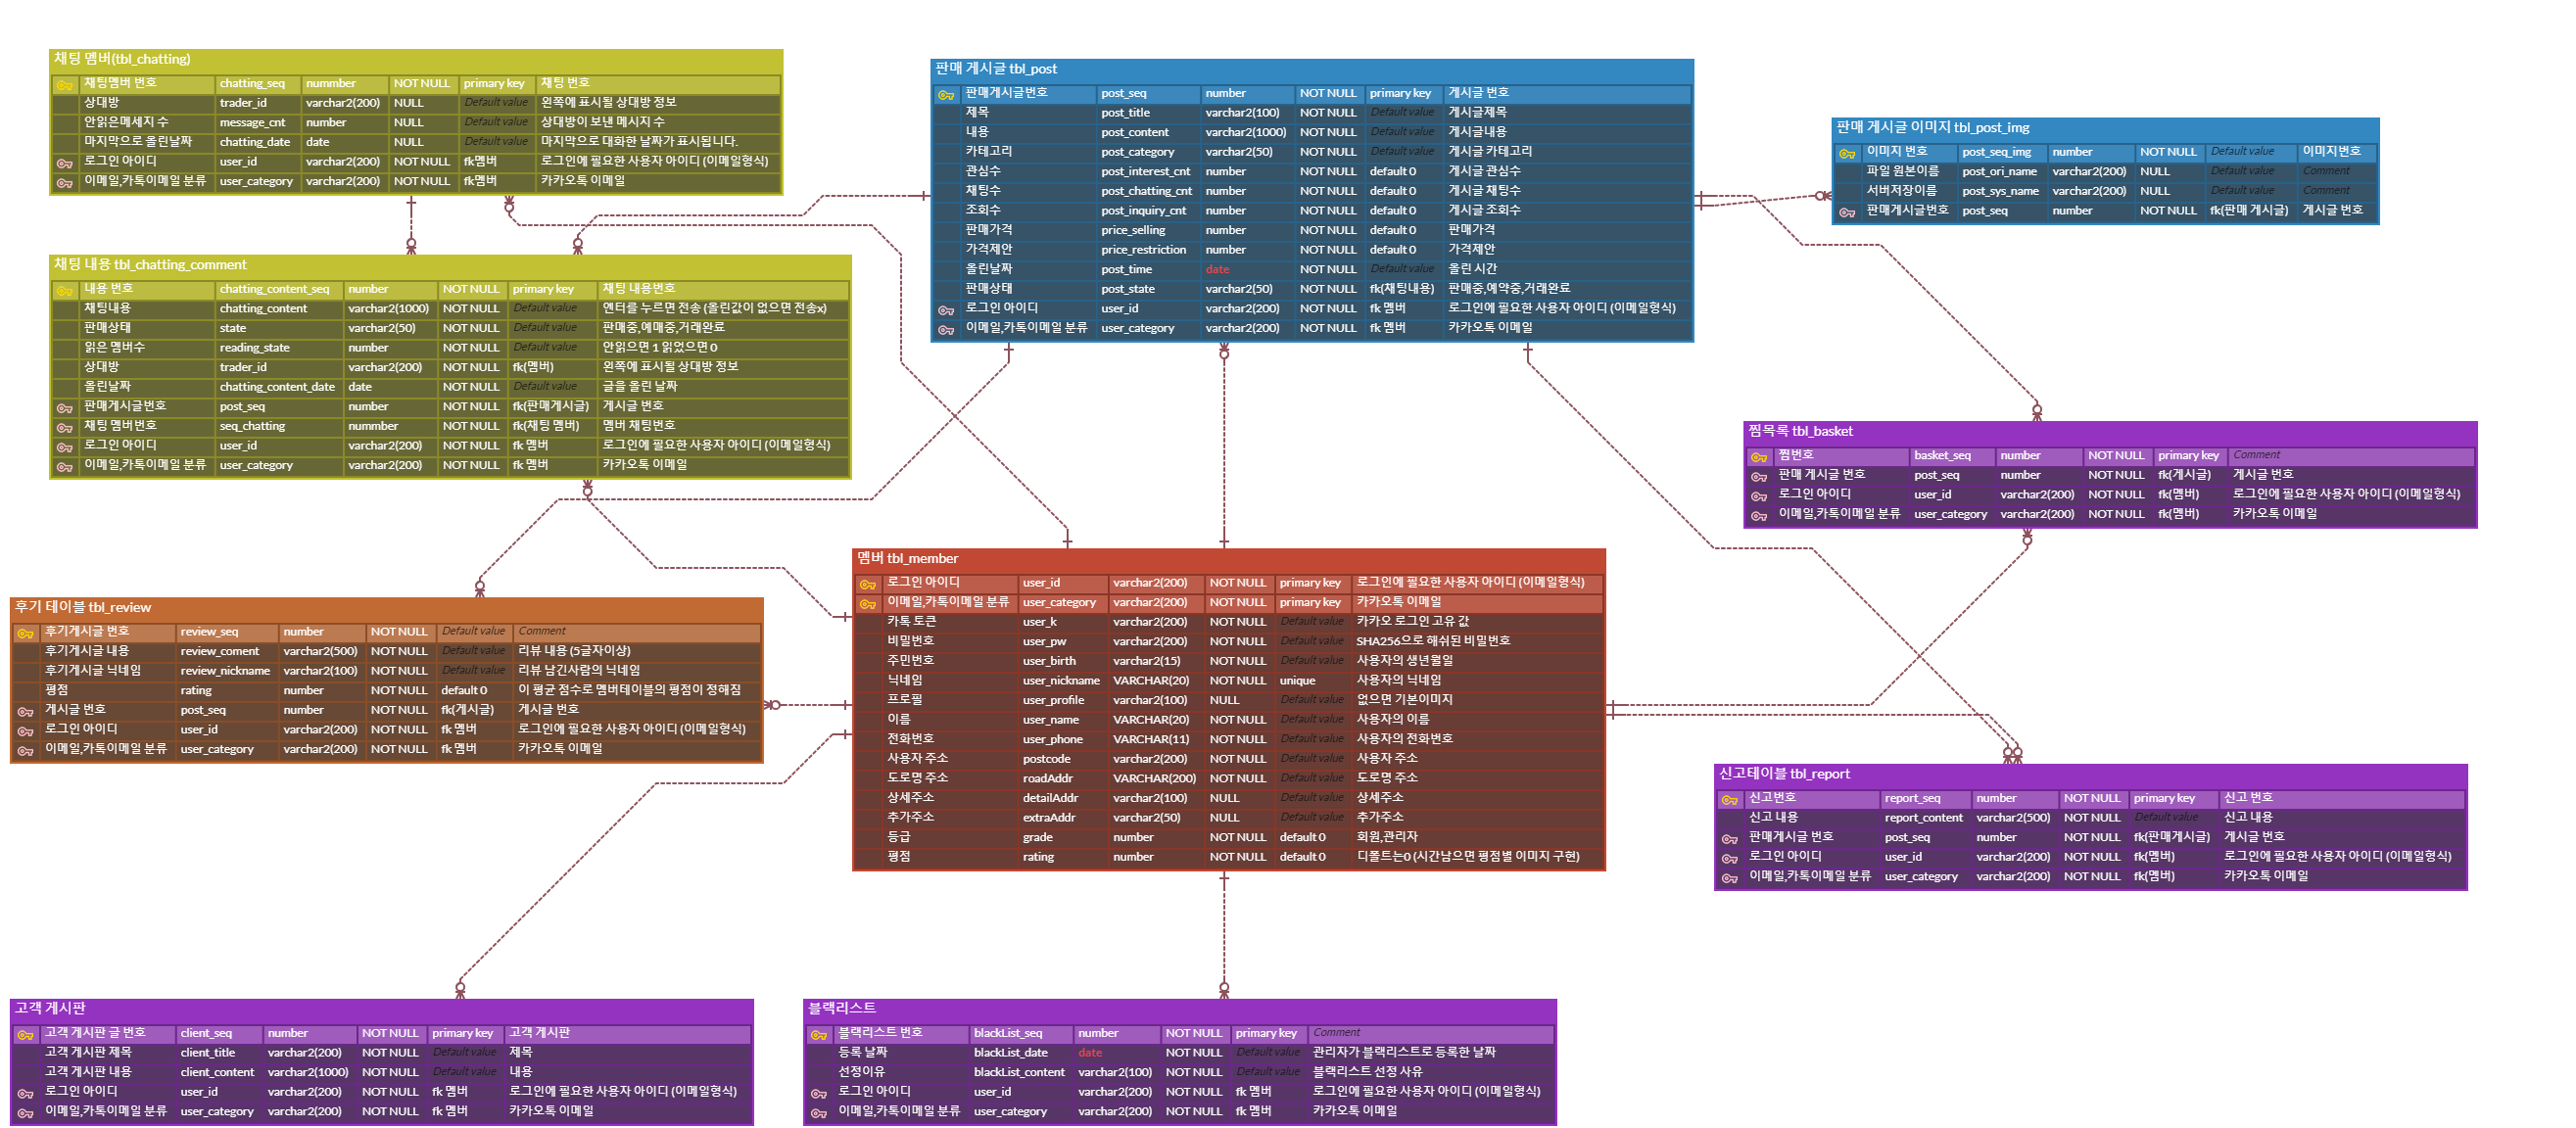 채팅 멤버(tbl_chatting)
채팅멤버 번호 chatting_seq nummber NOT NULL primary key 채팅 번호
상대방 trader_id varchar2(200) NULL Default value 왼쪽에 표시될 상대방 정보
안읽은메세지 수 message_cnt number NULL Default value 상대방이 보낸 메시지 수
마지막으로 올린날짜 chatting_date date NULL Default value 마지막으로 대화한 날짜가 표시됩니다.
로그인 아이디 user_id varchar2(200) NOT NULL fk멤버 로그인에 필요한 사용자 아이디 (이메일형식)
이메일,카톡이메일 분류 user_category varchar2(200) NOT NULL fk멤버 카카오톡 이메일
판매 게시글 tbl_post
판매게시글번호 post_seq number NOT NULL primary key 게시글 번호
제목 post_title varchar2(100) NOT NULL Default value 게시글제목
내용 post_content varchar2(1000) NOT NULL Default value 게시글내용
카테고리 post_category varchar2(50) NOT NULL Default value 게시글 카테고리
관심수 post_interest_cnt number NOT NULL default 0 게시글 관심수
채팅수 post_chatting_cnt number NOT NULL default 0 게시글 채팅수
조회수 post_inquiry_cnt number NOT NULL default 0 게시글 조회수
판매가격 price_selling number NOT NULL default 0 판매가격
가격제안 price_restriction number NOT NULL default 0 가격제안
올린날짜 post_time date NOT NULL Default value 올린 시간
판매상태 post_state varchar2(50) NOT NULL fk(채팅내용) 판매중,예약중,거래완료
로그인 아이디 user_id varchar2(200) NOT NULL fk 멤버 로그인에 필요한 사용자 아이디 (이메일형식)
이메일,카톡이메일 분류 user_category varchar2(200) NOT NULL fk 멤버 카카오톡 이메일
판매 게시글 이미지 tbl_post_img
이미지 번호 post_seq_img number NOT NULL Default value 이미지번호
파일 원본이름 post_ori_name varchar2(200) NULL Default value Comment
서버저장이름 post_sys_name varchar2(200) NULL Default value Comment
판매게시글번호 post_seq number NOT NULL fk(판매 게시글) 게시글 번호
채팅 내용 tbl_chatting_comment
내용 번호 chatting_content_seq number NOT NULL primary key 채팅 내용번호
채팅내용 chatting_content varchar2(1000) NOT NULL Default value 엔터를 누르면 전송 (올린값이 없으면 전송x)
판매상태 state varchar2(50) NOT NULL Default value 판매중,예매중,거래완료
읽은 멤버수 reading_state number NOT NULL Default value 안읽으면 1 읽었으면 0
상대방 trader_id varchar2(200) NOT NULL fk(멤버) 왼쪽에 표시될 상대방 정보
올린날짜 chatting_content_date date NOT NULL Default value 글을 올린 날짜
판매게시글번호 post_seq number NOT NULL fk(판매게시글) 게시글 번호
채팅 멤버번호 seq_chatting nummber NOT NULL fk(채팅 멤버) 멤버 채팅번호
로그인 아이디 user_id varchar2(200) NOT NULL fk 멤버 로그인에 필요한 사용자 아이디 (이메일형식)
이메일,카톡이메일 분류 user_category varchar2(200) NOT NULL fk 멤버 카카오톡 이메일
찜목록 tbl_basket
찜번호 basket_seq number NOT NULL primary key Comment
판매 게시글 번호 post_seq number NOT NULL fk(게시글) 게시글 번호
로그인 아이디 user_id varchar2(200) NOT NULL fk(멤버) 로그인에 필요한 사용자 아이디 (이메일형식)
이메일,카톡이메일 분류 user_category varchar2(200) NOT NULL fk(멤버) 카카오톡 이메일
멤버 tbl_member
로그인 아이디 user_id varchar2(200) NOT NULL primary key 로그인에 필요한 사용자 아이디 (이메일형식)
이메일,카톡이메일 분류 user_category varchar2(200) NOT NULL primary key 카카오톡 이메일
카톡 토큰 user_k varchar2(200) NOT NULL Default value 카카오 로그인 고유 값
비밀번호 user_pw varchar2(200) NOT NULL Default value SHA256으로 해쉬된 비밀번호
주민번호 user_birth varchar2(15) NOT NULL Default value 사용자의 생년월일
닉네임 user_nickname VARCHAR(20) NOT NULL unique 사용자의 닉네임
프로필 user_profile varchar2(100) NULL Default value 없으면 기본이미지
이름 user_name VARCHAR(20) NOT NULL Default value 사용자의 이름
전화번호 user_phone VARCHAR(11) NOT NULL Default value 사용자의 전화번호
사용자 주소 postcode varchar2(200) NOT NULL Default value 사용자 주소
도로명 주소 roadAddr VARCHAR(200) NOT NULL Default value 도로명 주소
상세주소 detailAddr varchar2(100) NULL Default value 상세주소
추가주소 extraAddr varchar2(50) NULL Default value 추가주소
등급 grade number NOT NULL default 0 회원,관리자
평점 rating number NOT NULL default 0 디폴트는0 (시간남으면 평점별 이미지 구현)
후기 테이블 tbl_review
후기게시글 번호 review_seq number NOT NULL Default value Comment
후기게시글 내용 review_coment varchar2(500) NOT NULL Default value 리뷰 내용 (5글자이상)
후기게시글 닉네임 review_nickname varchar2(100) NOT NULL Default value 리뷰 남긴사람의 닉네임
평점 rating number NOT NULL default 0 이 평균 점수로 멤버테이블의 평점이 정해짐
게시글 번호 post_seq number NOT NULL fk(게시글) 게시글 번호
로그인 아이디 user_id varchar2(200) NOT NULL fk 멤버 로그인에 필요한 사용자 아이디 (이메일형식)
이메일,카톡이메일 분류 user_category varchar2(200) NOT NULL fk 멤버 카카오톡 이메일
신고테이블 tbl_report
신고번호 report_seq number NOT NULL primary key 신고 번호
신고 내용 report_content varchar2(500) NOT NULL Default value 신고 내용
판매게시글 번호 post_seq number NOT NULL fk(판매게시글) 게시글 번호
로그인 아이디 user_id varchar2(200) NOT NULL fk(멤버) 로그인에 필요한 사용자 아이디 (이메일형식)
이메일,카톡이메일 분류 user_category varchar2(200) NOT NULL fk(멤버) 카카오톡 이메일
고객 게시판
고객 게시판 글 번호 client_seq number NOT NULL primary key 고객 게시판
고객 게시판 제목 client_title varchar2(200) NOT NULL Default value 제목
고객 게시판 내용 client_content varchar2(1000) NOT NULL Default value 내용
로그인 아이디 user_id varchar2(200) NOT NULL fk 멤버 로그인에 필요한 사용자 아이디 (이메일형식)
이메일,카톡이메일 분류 user_category varchar2(200) NOT NULL fk 멤버 카카오톡 이메일
블랙리스트
블랙리스트 번호 blackList_seq number NOT NULL primary key Comment
등록 날짜 blackList_date date NOT NULL Default value 관리자가 블랙리스트로 등록한 날짜
선정이유 blackList_content varchar2(100) NOT NULL Default value 블랙리스트 선정 사유
로그인 아이디 user_id varchar2(200) NOT NULL fk 멤버 로그인에 필요한 사용자 아이디 (이메일형식)
이메일,카톡이메일 분류 user_category varchar2(200) NOT NULL fk 멤버 카카오톡 이메일